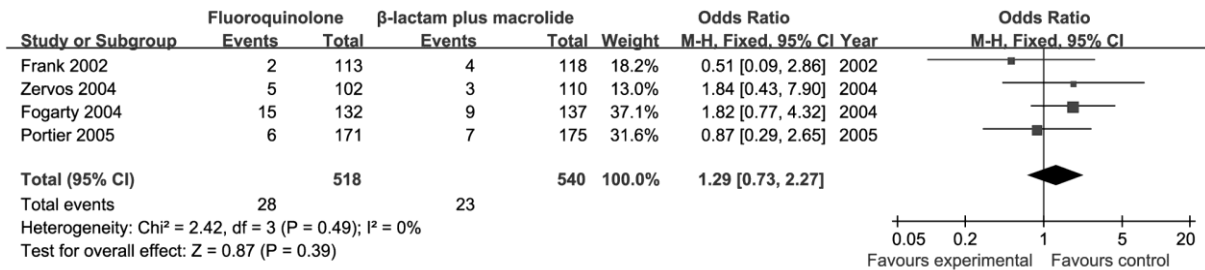 Fluoroquinolone β-lactam plus macrolide Odds Ratio Odds Ratio
Study or Subgroup Events Total Events Total Weight M-H, Fixed, 95% CI Year M-H, Fixed, 95% CI
Frank 2002 2 113 4 118 18.2% 0.51 [0.09, 2.86] 2002
Zervos 2004 5 102 3 110 13.0% 1.84 [0.43, 7.90] 2004
Fogarty 2004 15 132 9 137 37.1% 1.82 [0.77, 4.32] 2004
Portier 2005 6 171 7 175 31.6% 0.87 [0.29, 2.65] 2005
Total (95% CI) 518 540 100.0% 1.29 [0.73, 2.27]
Total events 28 23
Heterogeneity: Chi² = 2.42, df = 3 (P = 0.49); I² = 0%
Test for overall effect: Z = 0.87 (P = 0.39)
0.05 0.2 1 5 20
Favours experimental Favours control